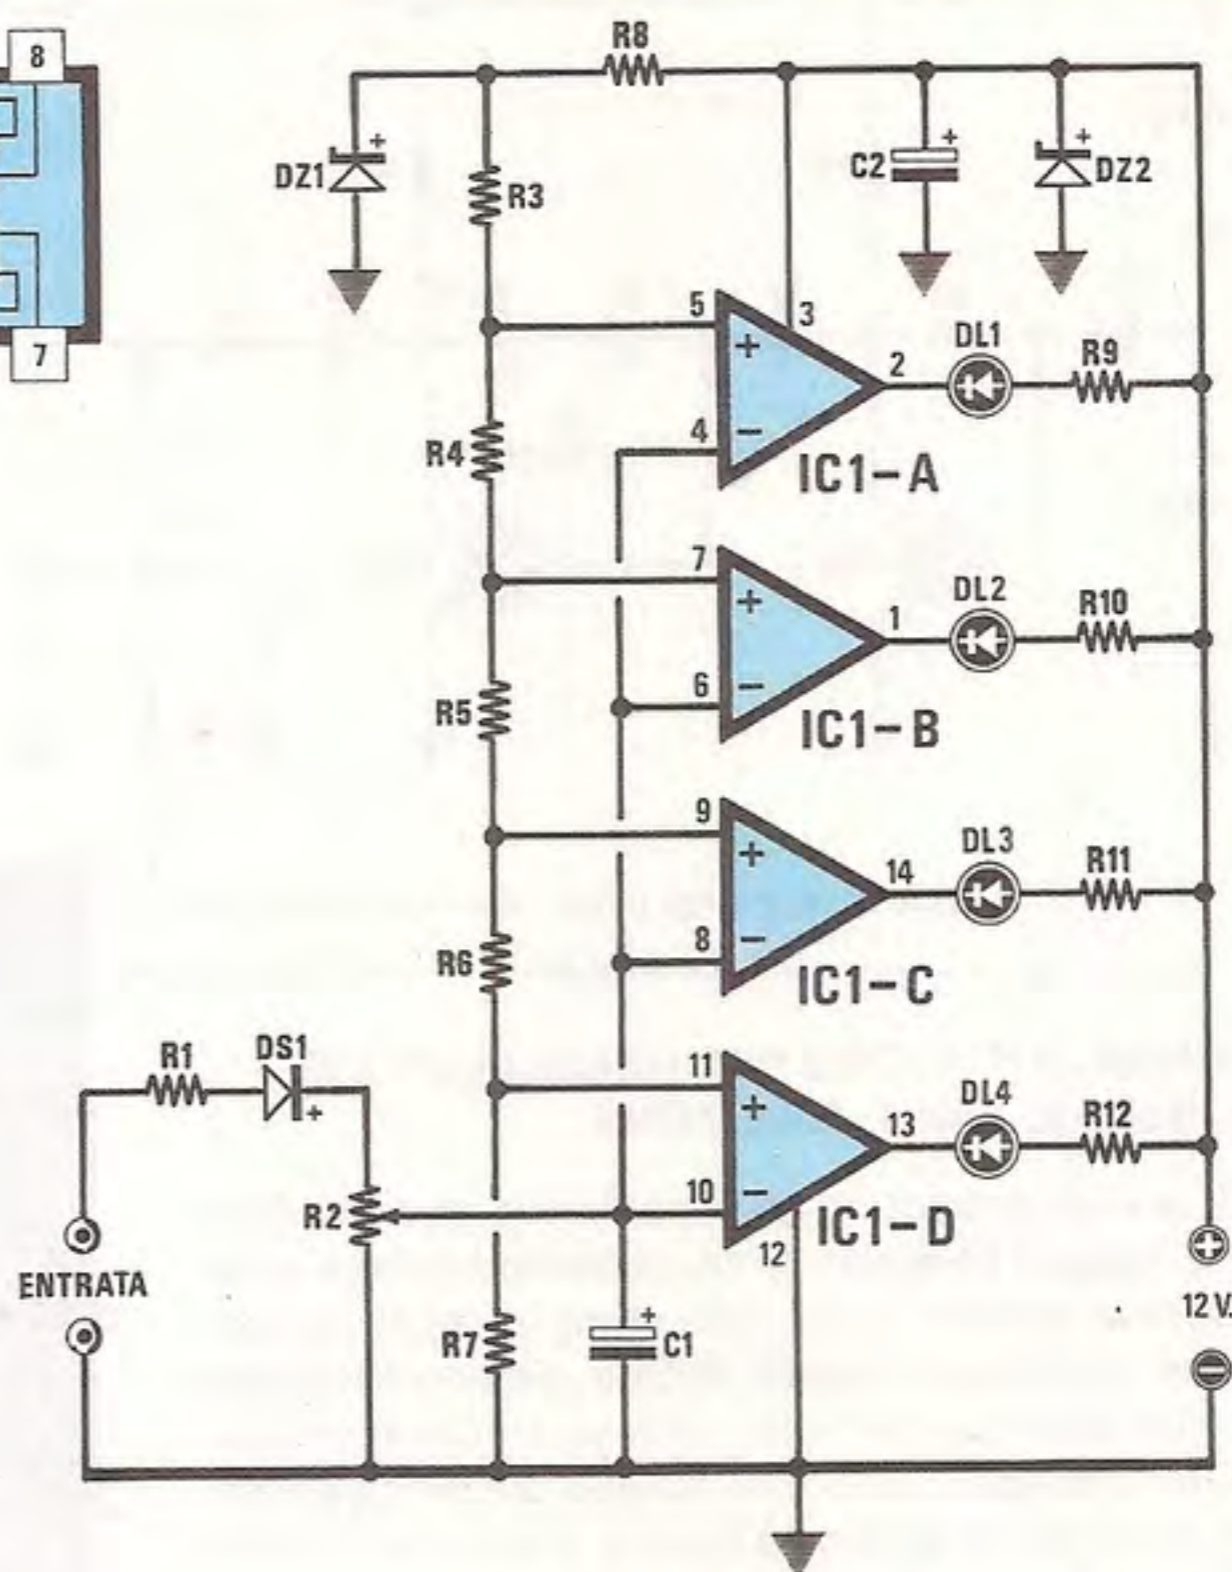 8
7
R8
DZ1
+
R3
C2
+
+
DZ2
5
3
+
2
DL1
R9
4
−
IC1-A
R4
7
+
1
DL2
R10
6
−
IC1-B
R5
9
+
14
DL3
R11
8
−
IC1-C
R6
R1
DS1
+
11
+
13
DL4
R12
10
−
IC1-D
12
R2
ENTRATA
R7
+
C1
+
12 V.
−